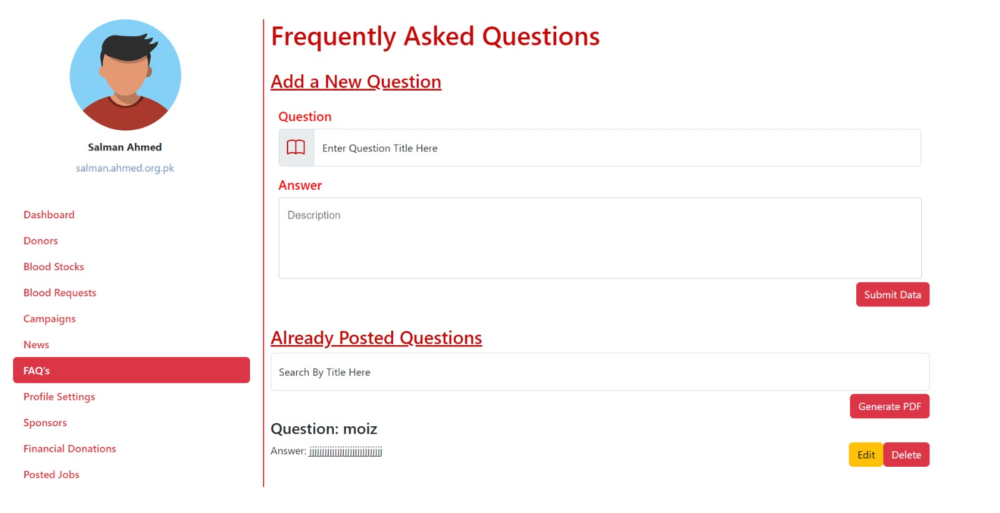 Salman Ahmed
salman.ahmed.org.pk
Dashboard
Donors
Blood Stocks
Blood Requests
Campaigns
News
FAQ's
Profile Settings
Sponsors
Financial Donations
Posted Jobs
Frequently Asked Questions
Add a New Question
Question
Enter Question Title Here
Answer
Description
Submit Data
Already Posted Questions
Search By Title Here
Generate PDF
Question: moiz
Answer: jjjjjjjjjjjjjjjjjjjjjjjjjjjjj
Edit
Delete